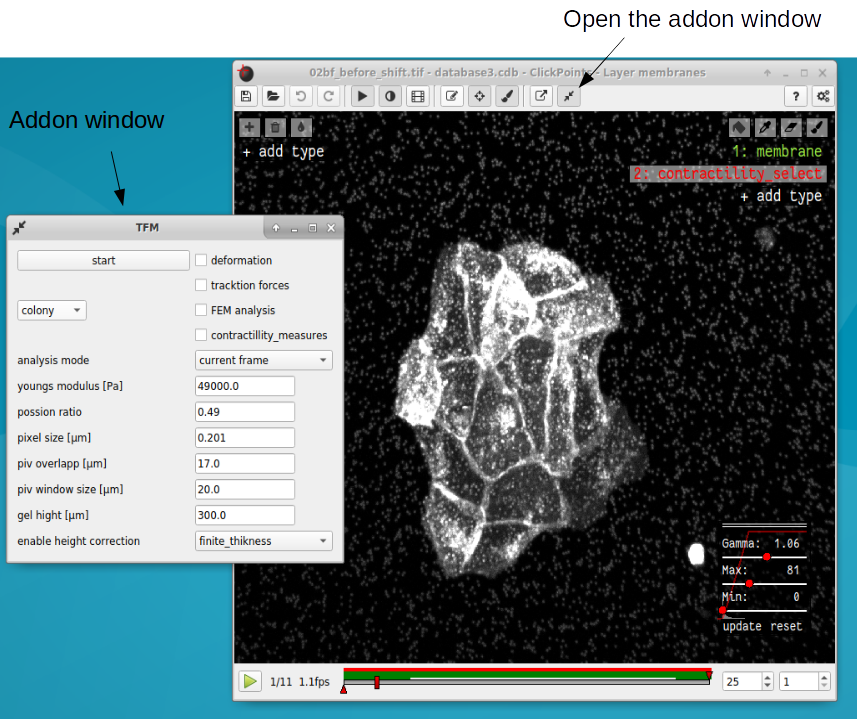 Open the addon window
02bf_before_shift.tif - database3.cdb - ClickPoints - Layer membranes
?
Addon window
+ add type
1: membrane
2: contractility_select
+ add type
TFM
start
deformation
tracktion forces
colony
FEM analysis
contractillity_measures
analysis mode
current frame
youngs modulus [Pa]
49000.0
possion ratio
0.49
pixel size [µm]
0.201
piv overlapp [µm]
17.0
piv window size [µm]
20.0
gel hight [µm]
300.0
enable height correction
finite_thikness
Gamma: 1.06
Max: 81
Min: 0
update reset
1/11 1.1fps
25
1